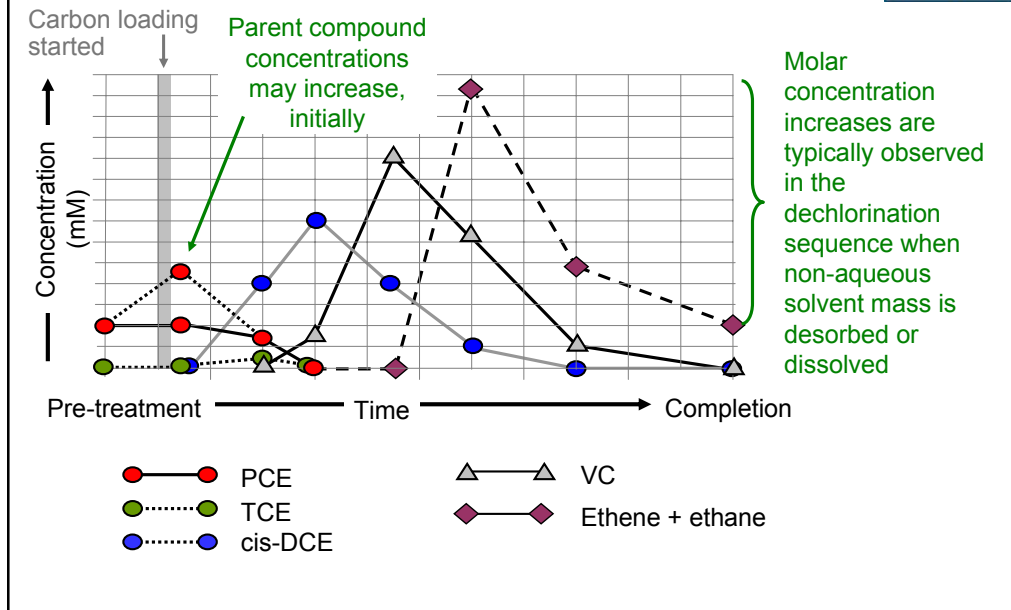 Carbon loading
started
Parent compound
concentrations
may increase,
initially
Concentration
(mM)
Molar
concentration
increases are
typically observed
in the
dechlorination
sequence when
non-aqueous
solvent mass is
desorbed or
dissolved
Pre-treatment
Time
Completion
PCE
TCE
cis-DCE
VC
Ethene + ethane